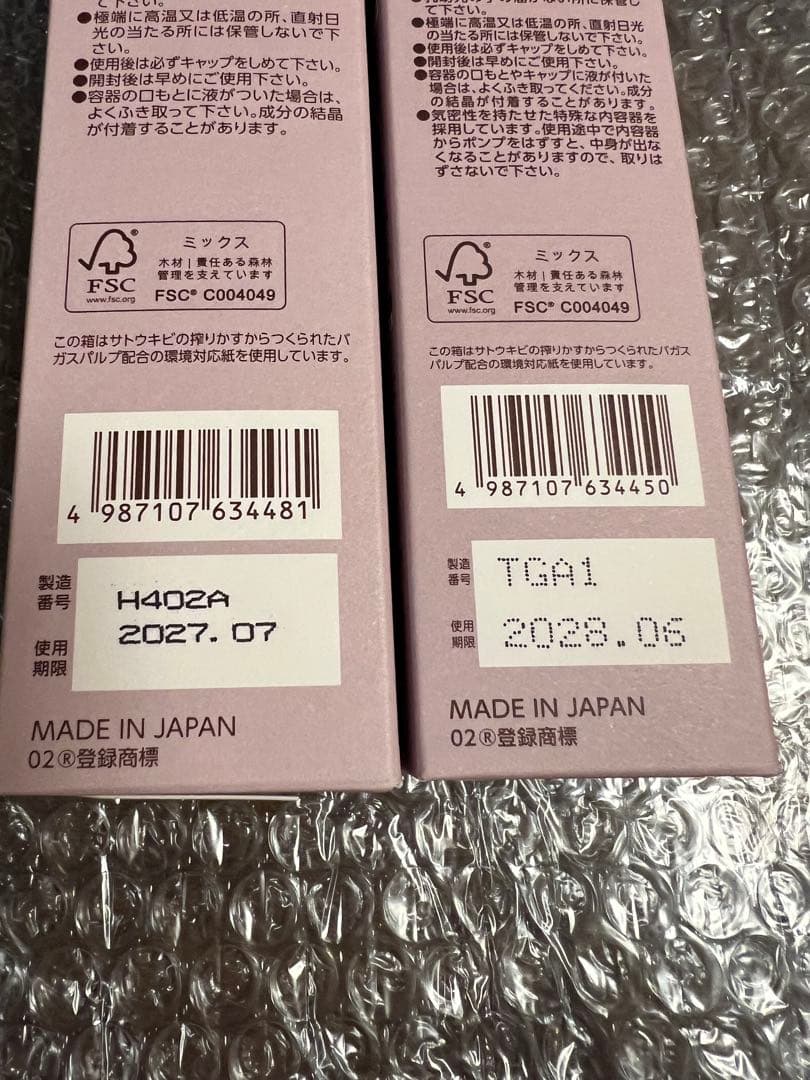 て下さい。
●極端に高温又は低温の所、直射日
光の当たる所には保管しないで下
さい。
●使用後は必ずキャップをしめて下さい。
●開封後は早めにご使用下さい。
●容器の口もとに液がついた場合は、
よくふき取って下さい。成分の結晶
が付着することがあります。
FSC®
www.fsc.org
ミックス
木材|責任ある森林
管理を支えています
FSC® C004049
この箱はサトウキビの搾りかすからつくられたバ
ガスパルプ配合の環境対応紙を使用しています。
4 987107 634481
製造
番号
H402A
使用
期限
2027.07
MADE IN JAPAN
02®登録商標
て下さい。
●極端に高温又は低温の所、直射日光
の当たる所には保管しないで下さい。
●使用後は必ずキャップをしめて下さい。
●開封後は早めにご使用下さい。
●容器の口もとやキャップに液が付いた
場合は、よくふき取ってください。成分
の結晶が付着することがあります。
●気密性を持たせた特殊な内容器を
採用しています。使用途中で内容器
からポンプをはずすと、中身が出な
くなることがありますので、取りは
ずさないで下さい。
FSC®
www.fsc.org
ミックス
木材|責任ある森林
管理を支えています
FSC® C004049
この箱はサトウキビの搾りかすからつくられたバガス
パルプ配合の環境対応紙を使用しています。
4 987107 634450
製造
番号
TGA1
使用
期限
2028.06
MADE IN JAPAN
02®登録商標